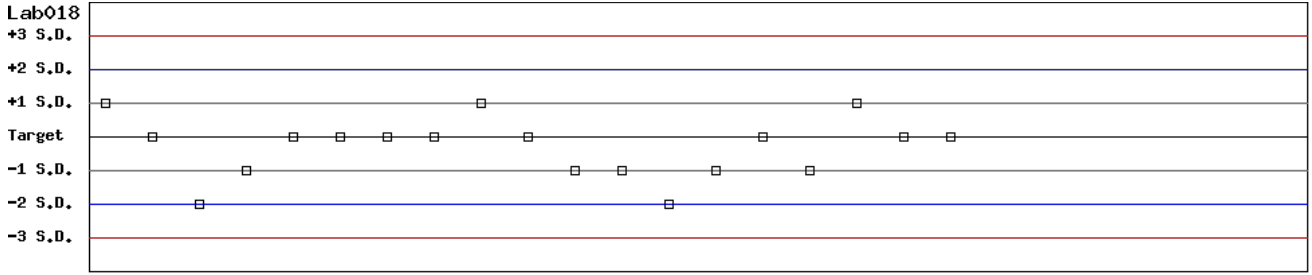 Lab018
+3 S.D.
+2 S.D.
+1 S.D.
Target
-1 S.D.
-2 S.D.
-3 S.D.